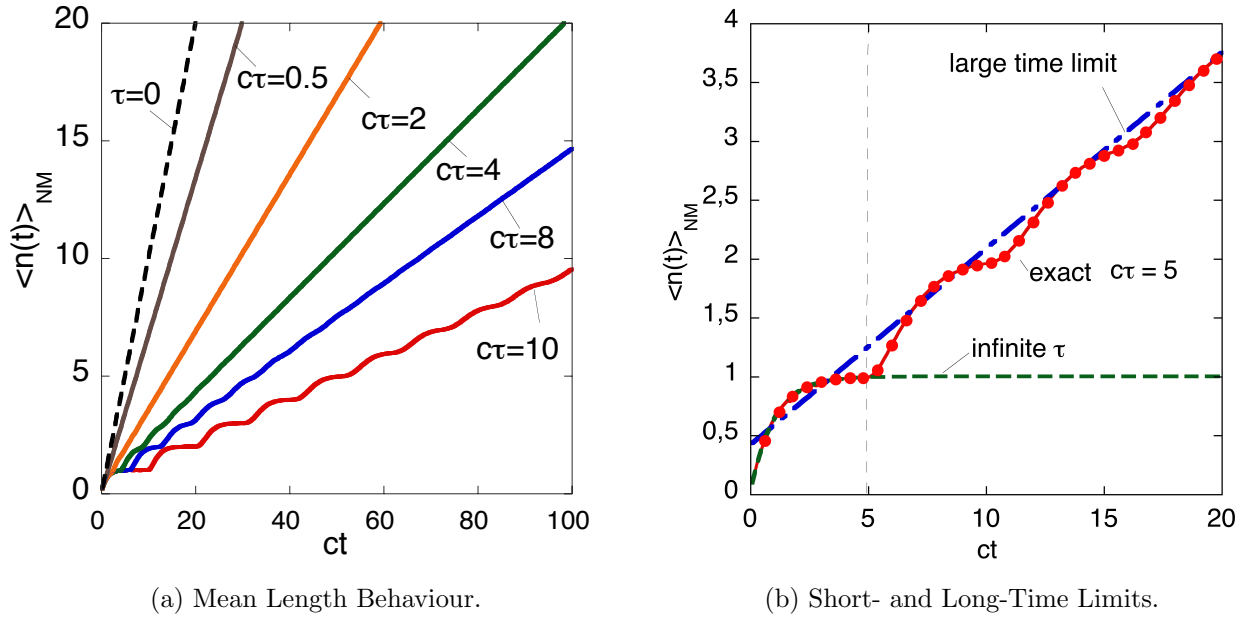 20
15
10
5
0
<n(t)> NM
τ=0
cτ=0.5
cτ=2
cτ=4
cτ=8
cτ=10
0 20 40 60 80 100
ct
(a) Mean Length Behaviour.
4
3,5
3
2,5
2
1,5
1
0,5
0
<n(t)> NM
large time limit
exact cτ = 5
infinite τ
0 5 10 15 20
ct
(b) Short- and Long-Time Limits.